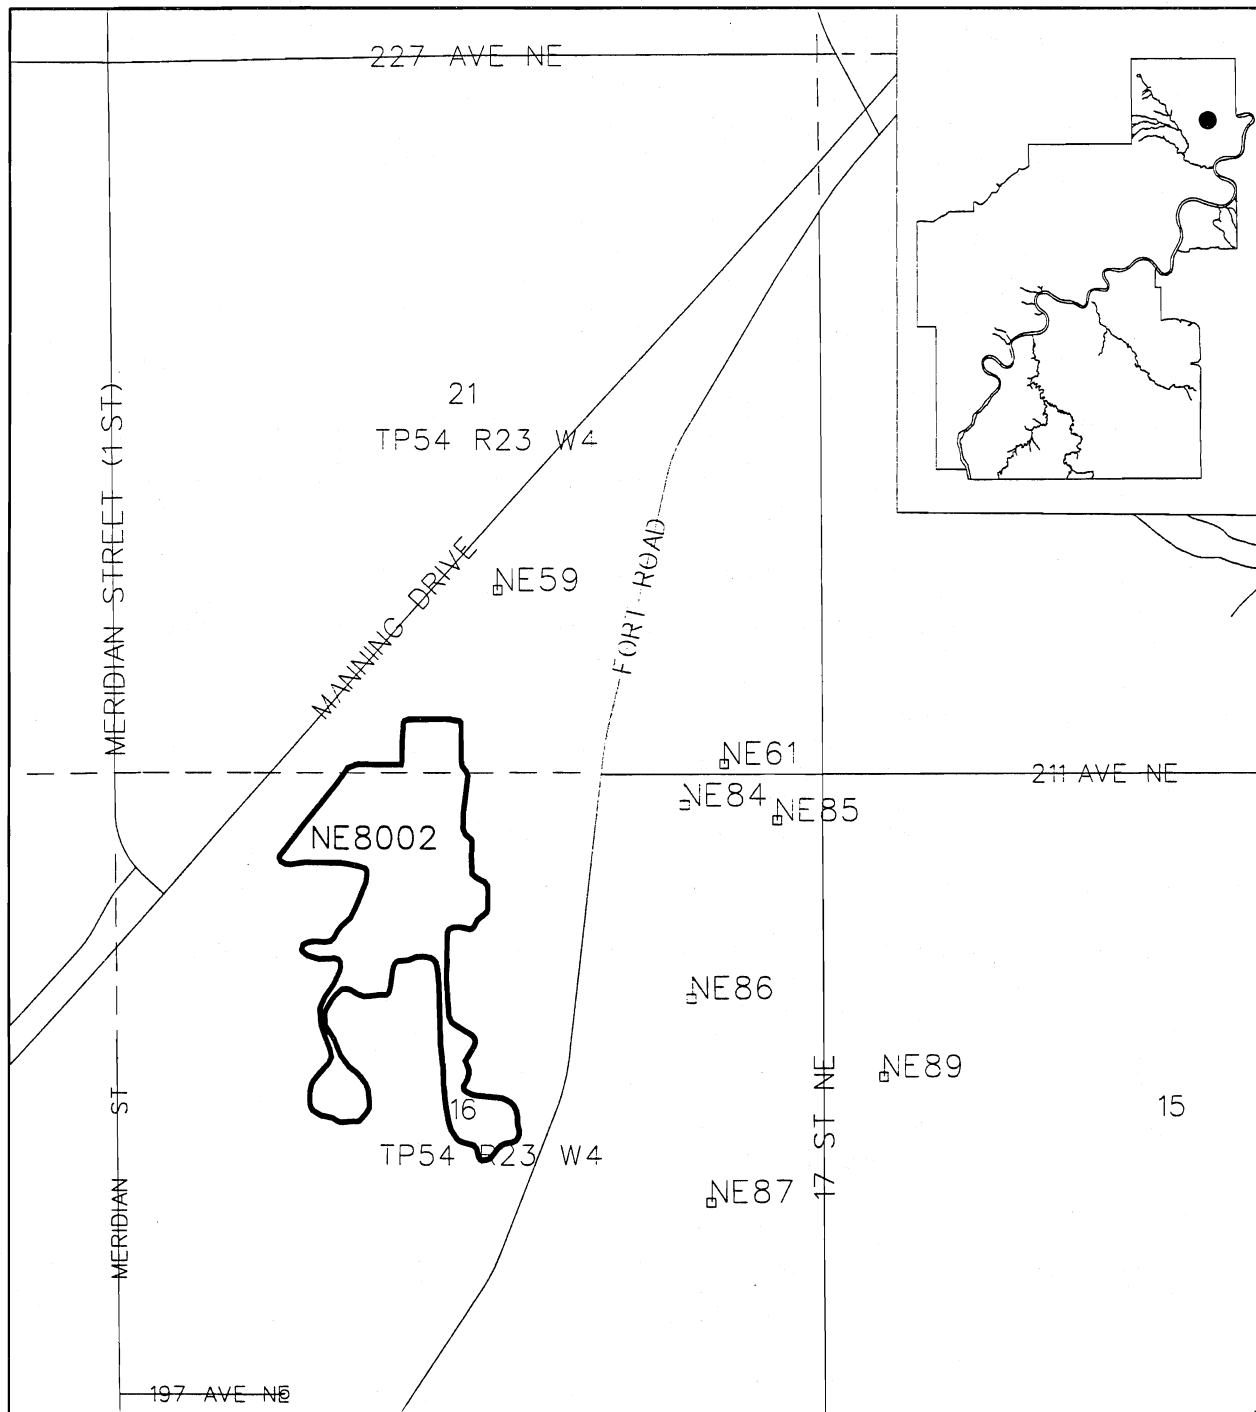 227 AVE NE
21
TP54 R23 W4
MERIDIAN STREET (1 ST)
MANNING DRIVE
FORT ROAD
NE59
NE61
211 AVE NE
NE84
NE85
NE8002
NE86
NE89
17 ST NE
15
MERIDIAN ST
16
TP54 R23 W4
NE87
197 AVE NE